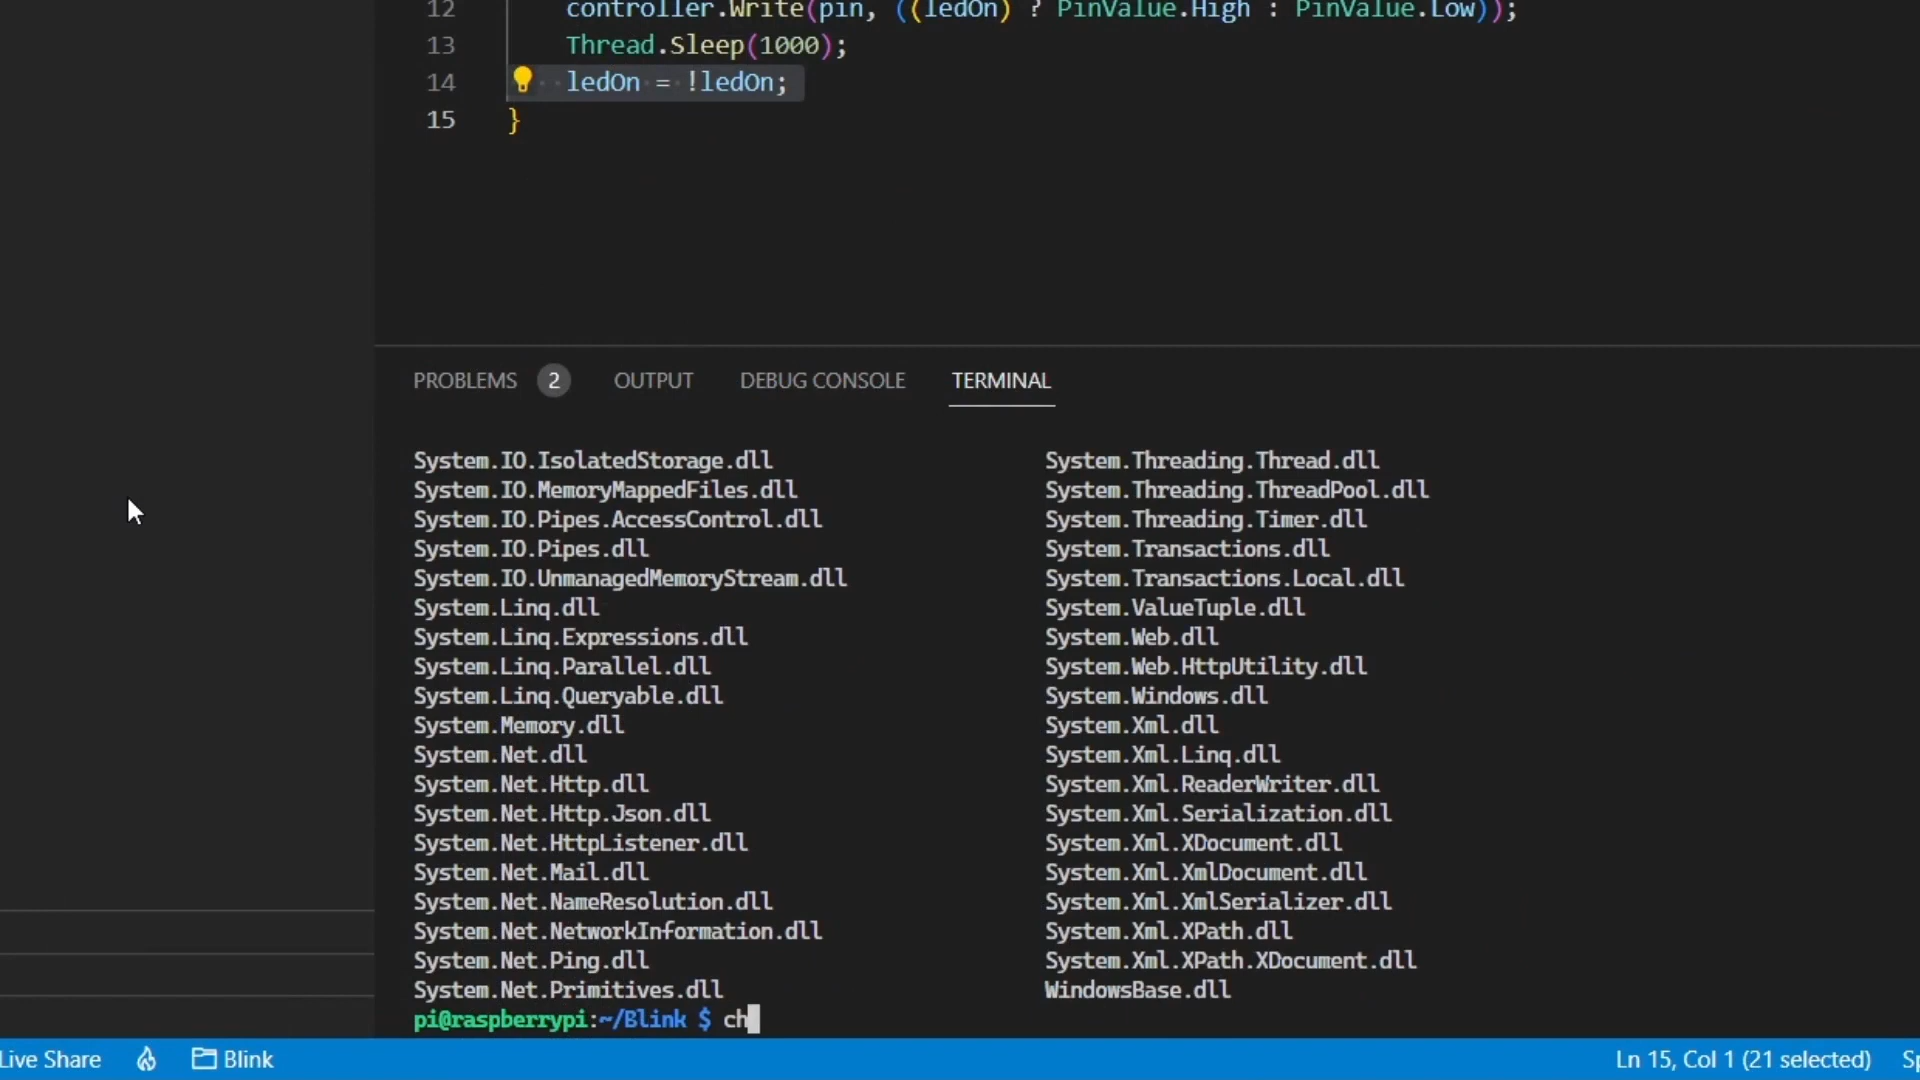 12 controller.Write(pin, ((ledOn) ? PinValue.High : PinValue.Low));
13 Thread.Sleep(1000);
14 ledOn = !ledOn;
15 }
PROBLEMS 2 OUTPUT DEBUG CONSOLE TERMINAL
System.IO.IsolatedStorage.dll System.Threading.Thread.dll
System.IO.MemoryMappedFiles.dll System.Threading.ThreadPool.dll
System.IO.Pipes.AccessControl.dll System.Threading.Timer.dll
System.IO.Pipes.dll System.Transactions.dll
System.IO.UnmanagedMemoryStream.dll System.Transactions.Local.dll
System.Linq.dll System.ValueTuple.dll
System.Linq.Expressions.dll System.Web.dll
System.Linq.Parallel.dll System.Web.HttpUtility.dll
System.Linq.Queryable.dll System.Windows.dll
System.Memory.dll System.Xml.dll
System.Net.dll System.Xml.Linq.dll
System.Net.Http.dll System.Xml.ReaderWriter.dll
System.Net.Http.Json.dll System.Xml.Serialization.dll
System.Net.HttpListener.dll System.Xml.XDocument.dll
System.Net.Mail.dll System.Xml.XmlDocument.dll
System.Net.NameResolution.dll System.Xml.XmlSerializer.dll
System.Net.NetworkInformation.dll System.Xml.XPath.dll
System.Net.Ping.dll System.Xml.XPath.XDocument.dll
System.Net.Primitives.dll WindowsBase.dll
pi@raspberrypi:~/Blink $ ch
Live Share Blink Ln 15, Col 1 (21 selected) Sp